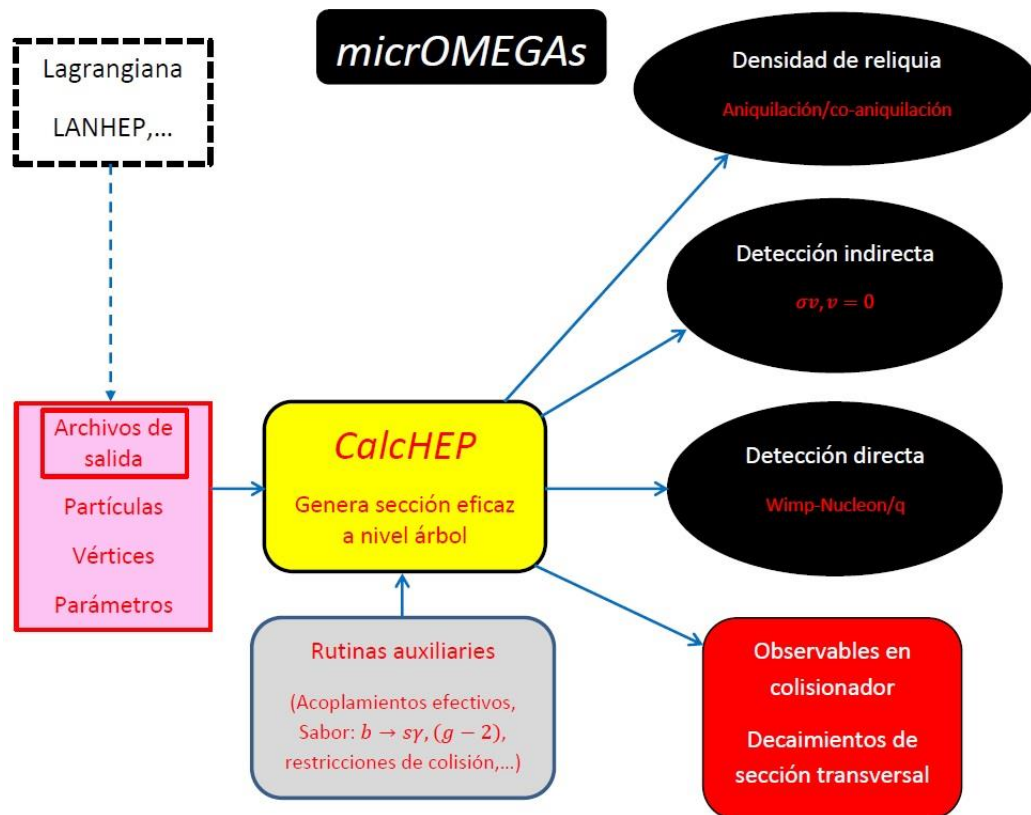 micrOMEGAs
Lagrangiana
LANHEP,...
Archivos de
salida
Partículas
Vértices
Parámetros
CalcHEP
Genera sección eficaz
a nivel árbol
Rutinas auxiliaries
(Acoplamientos efectivos,
Sabor: b → sγ, (g − 2),
restricciones de colisión,...)
Densidad de reliquia
Aniquilación/co-aniquilación
Detección indirecta
σv, v = 0
Detección directa
Wimp-Nucleon/q
Observables en
colisionador
Decaimientos de
sección transversal